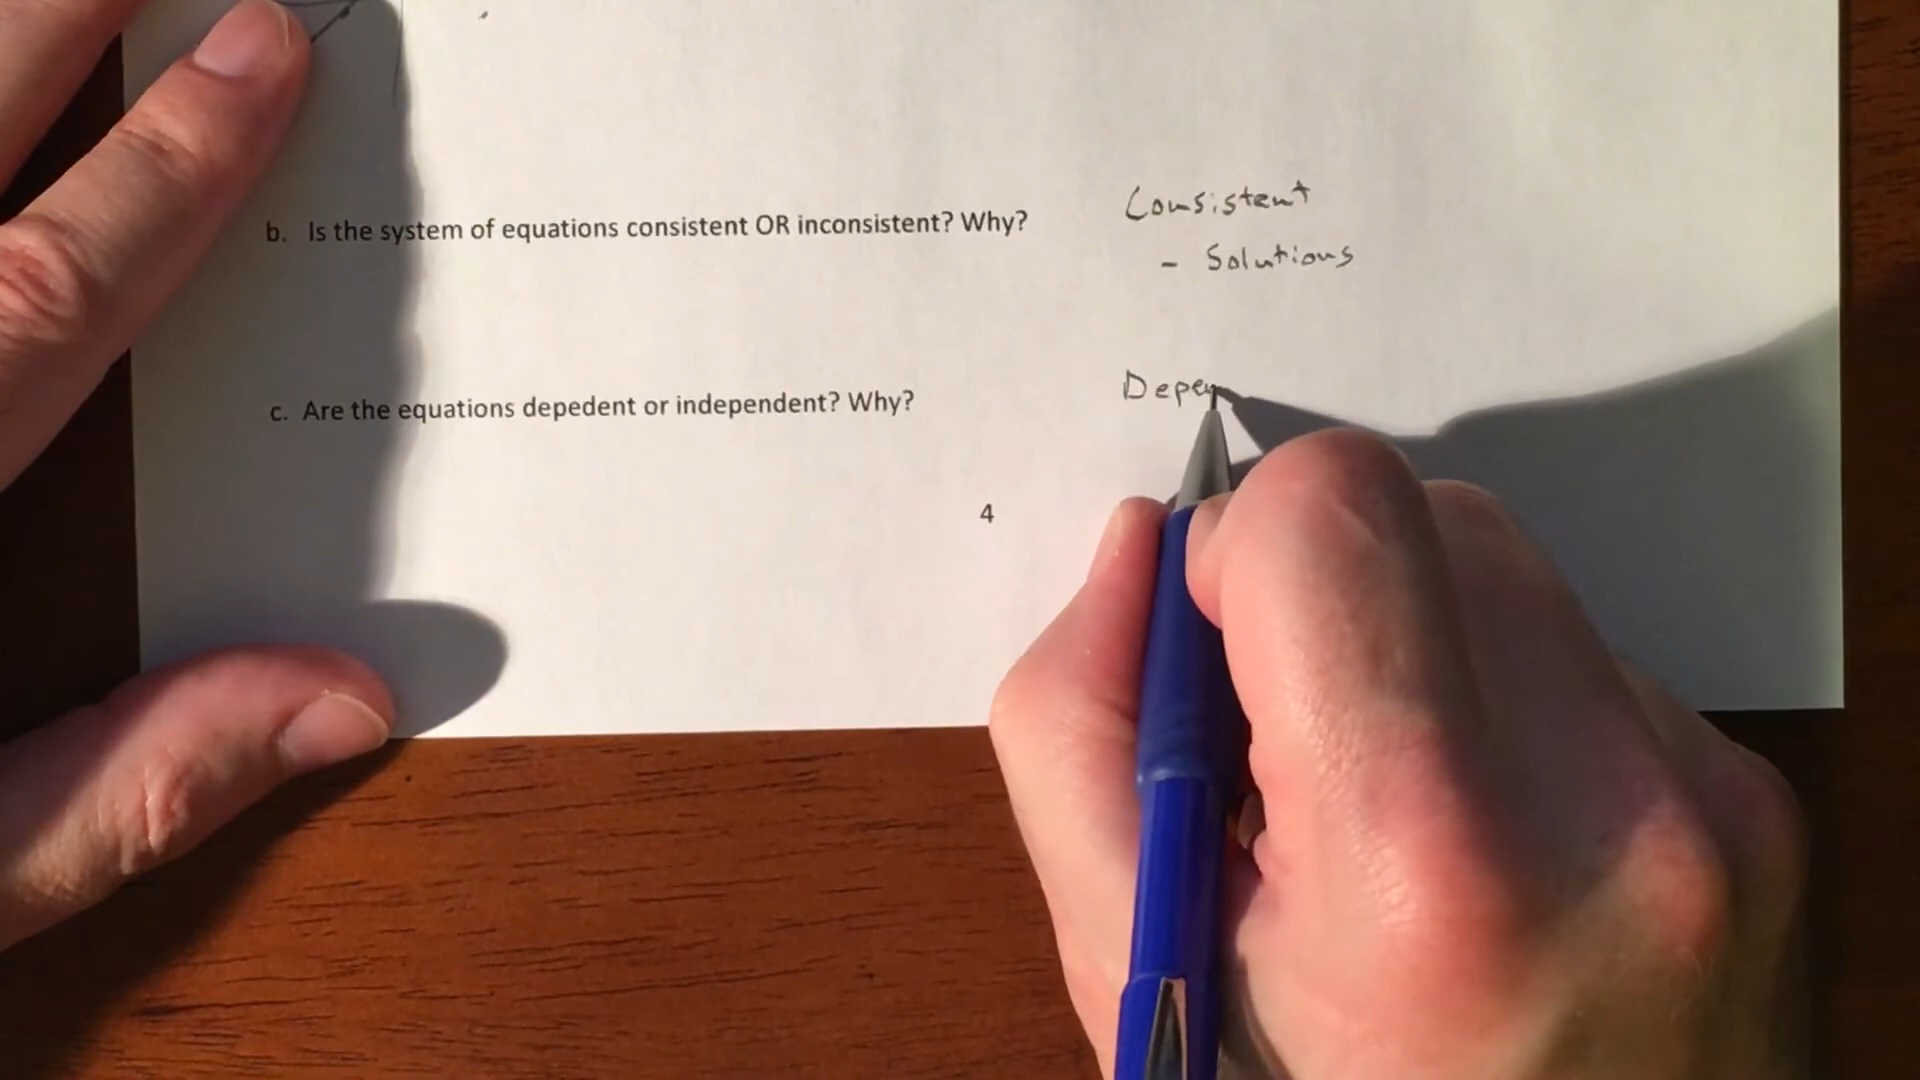 b. Is the system of equations consistent OR inconsistent? Why?
Consistent
- Solutions
c. Are the equations depedent or independent? Why?
Depen
4